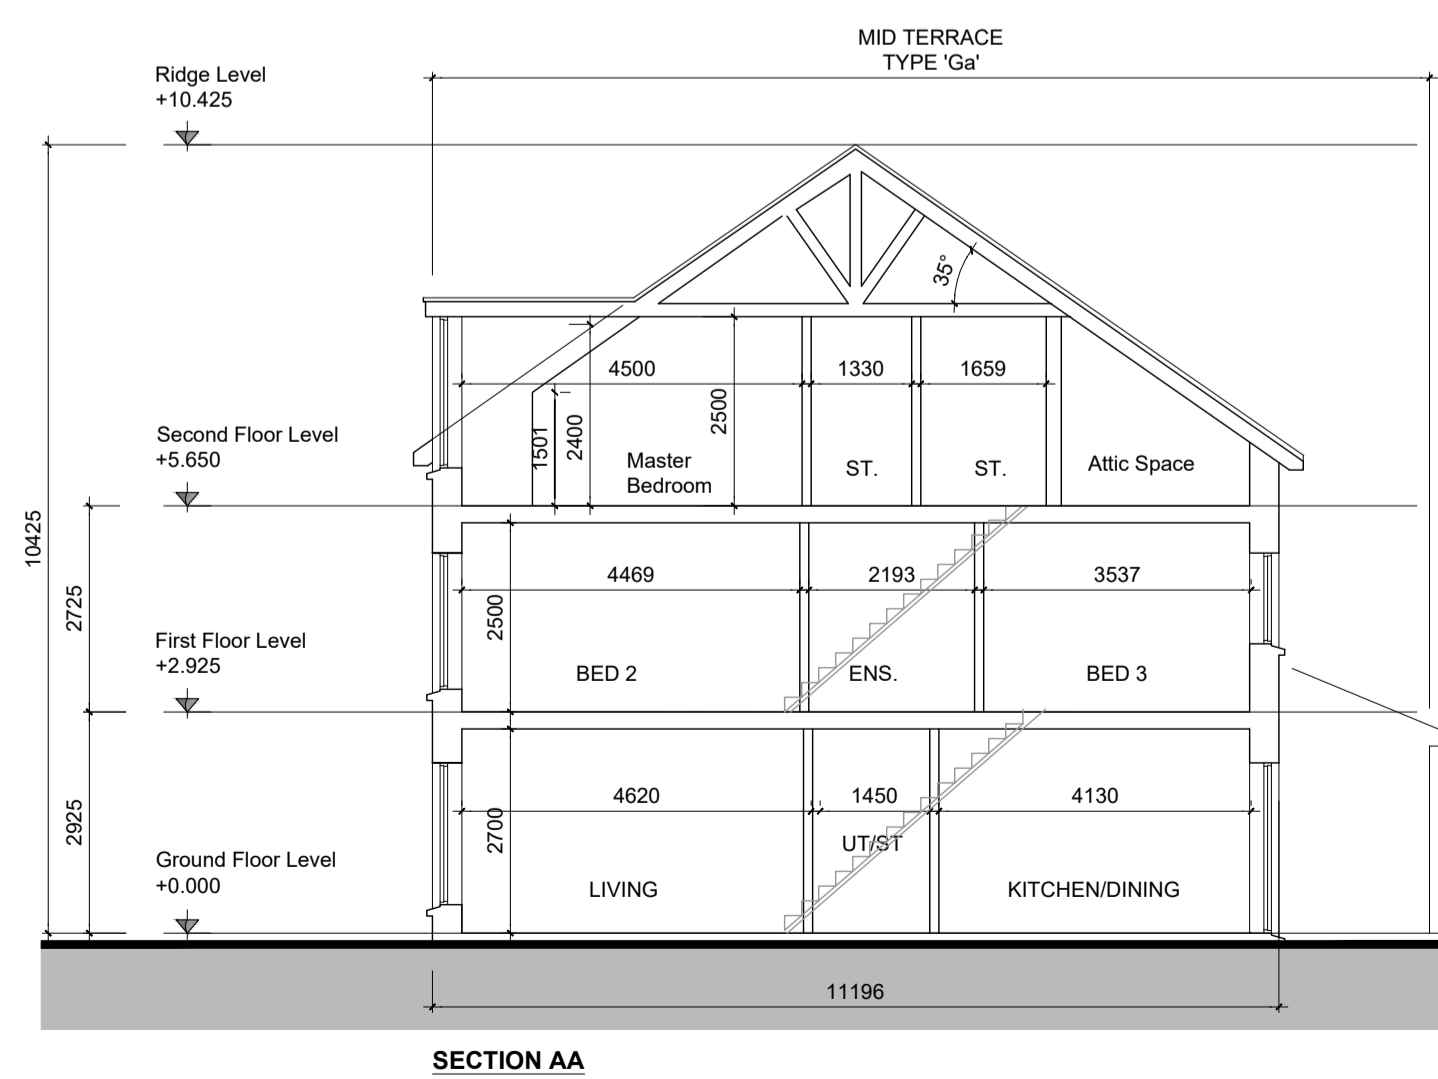 MID TERRACE
TYPE 'Ga'
Ridge Level
+10.425
35°
4500
1330
1659
2500
1501
2400
Second Floor Level
+5.650
Master
Bedroom
ST.
ST.
Attic Space
10425
2725
4469
2193
3537
2500
First Floor Level
+2.925
BED 2
ENS.
BED 3
2925
4620
1450
4130
2700
UT/ST
Ground Floor Level
+0.000
LIVING
KITCHEN/DINING
11196
SECTION AA